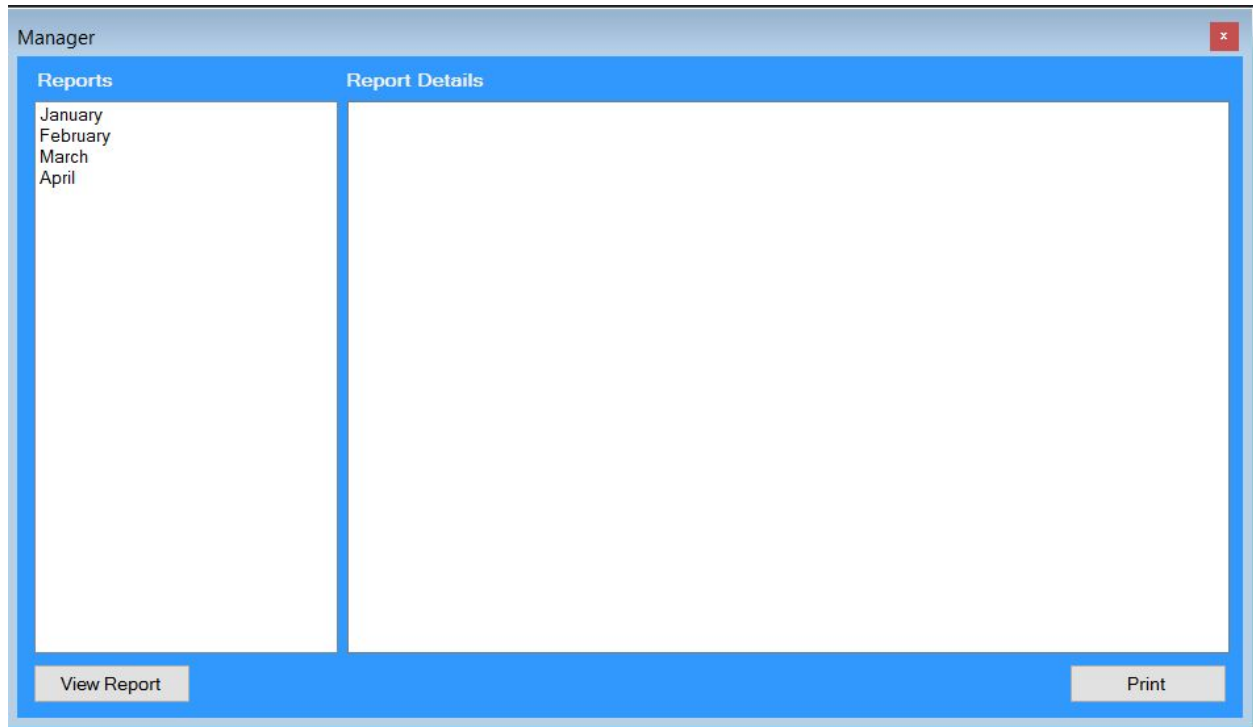 Manager
x
Reports
Report Details
January
February
March
April
View Report
Print